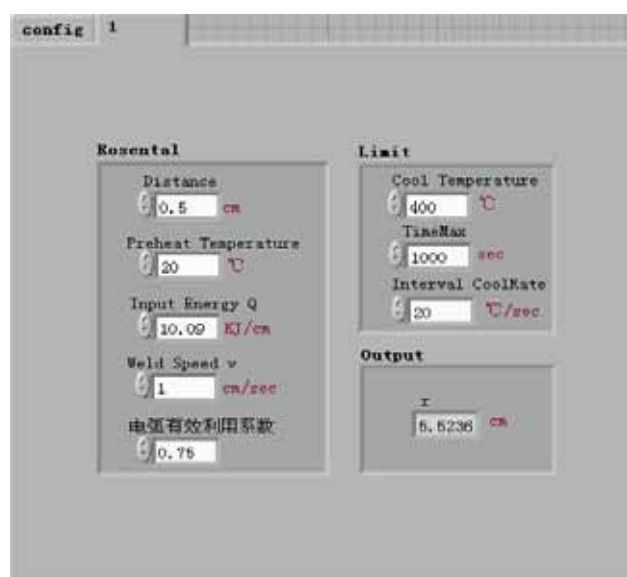 config 1
Rosental
Distance
0.5 cm
Preheat Temperature
20 ℃
Input Energy Q
10.09 KJ/cm
Weld Speed v
1 cm/sec
电弧有效利用系数
0.75
Limit
Cool Temperature
400 ℃
TimeMax
1000 sec
Interval CoolRate
20 ℃/sec
Output
r
5.5236 cm